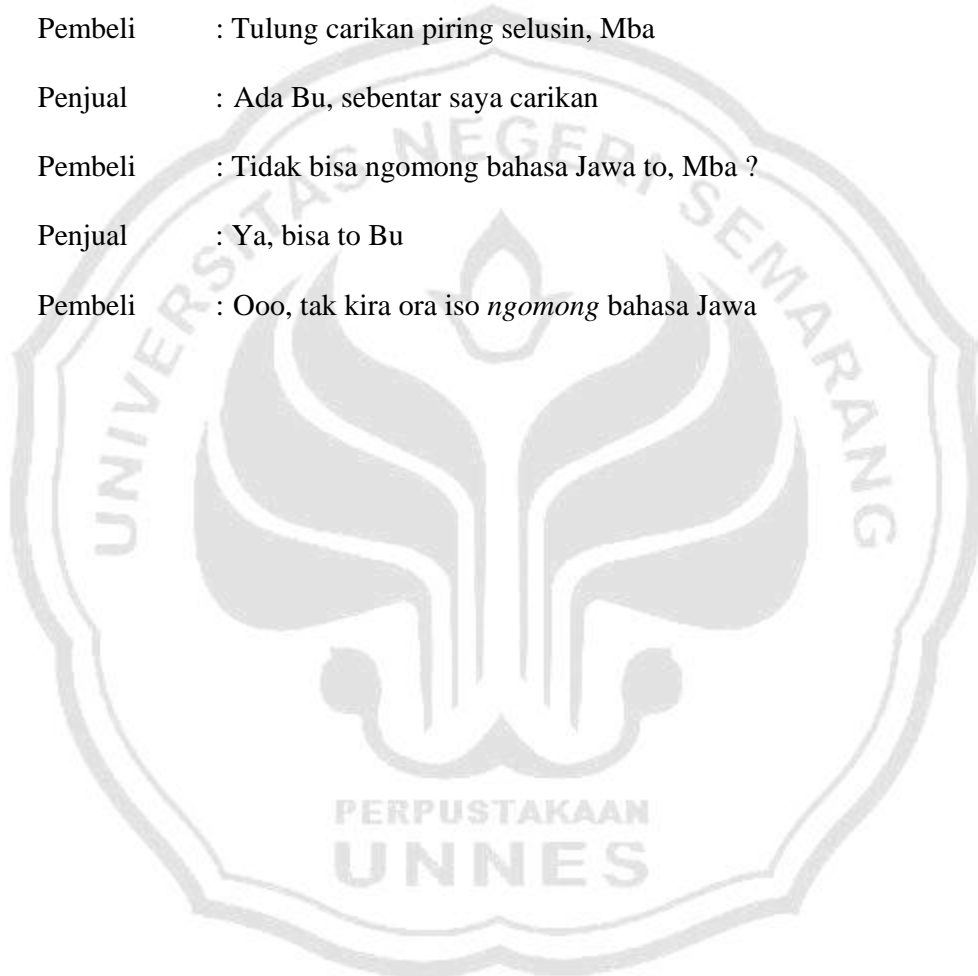 Pembeli : Tulung carikan piring selusin, Mba
Penjual : Ada Bu, sebentar saya carikan
Pembeli : Tidak bisa ngomong bahasa Jawa to, Mba ?
Penjual : Ya, bisa to Bu
Pembeli : Ooo, tak kira ora iso ngomong bahasa Jawa
UNIVERSITAS NEGERI SEMARANG
PERPUSTAKAAN
UNNES